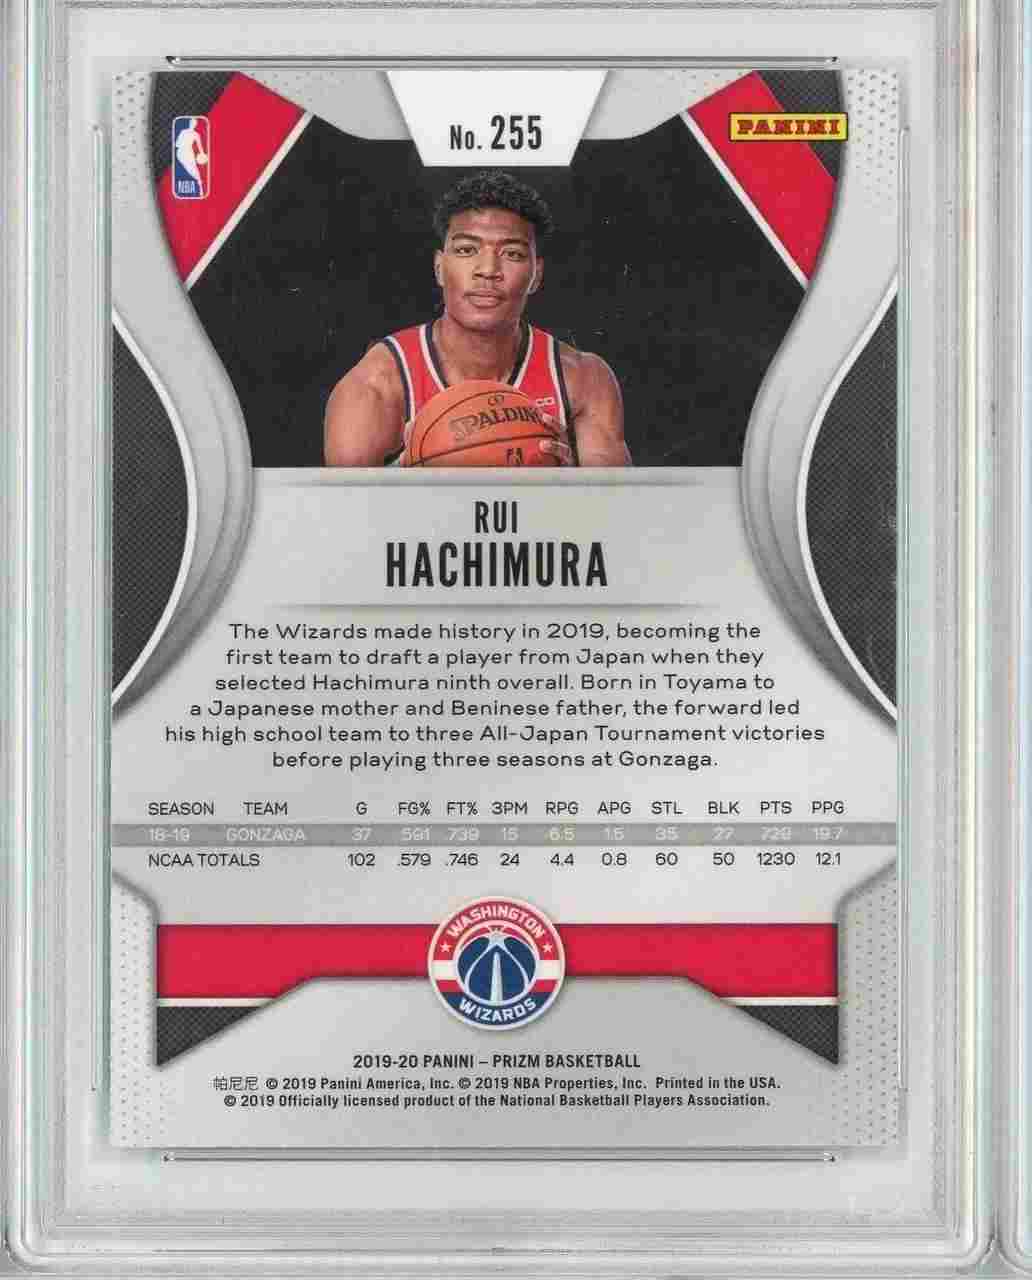 No. 255
PANINI
NBA
SPALDING
RUI
HACHIMURA
The Wizards made history in 2019, becoming the
first team to draft a player from Japan when they
selected Hachimura ninth overall. Born in Toyama to
a Japanese mother and Beninese father, the forward led
his high school team to three All-Japan Tournament victories
before playing three seasons at Gonzaga.
SEASON TEAM G FG% FT% 3PM RPG APG STL BLK PTS PPG
18-19 GONZAGA 37 .591 .739 15 6.5 1.5 35 27 729 19.7
NCAA TOTALS 102 .579 .746 24 4.4 0.8 60 50 1230 12.1
WASHINGTON
WIZARDS
2019-20 PANINI – PRIZM BASKETBALL
帕尼尼 © 2019 Panini America, Inc. © 2019 NBA Properties, Inc. Printed in the USA.
© 2019 Officially licensed product of the National Basketball Players Association.